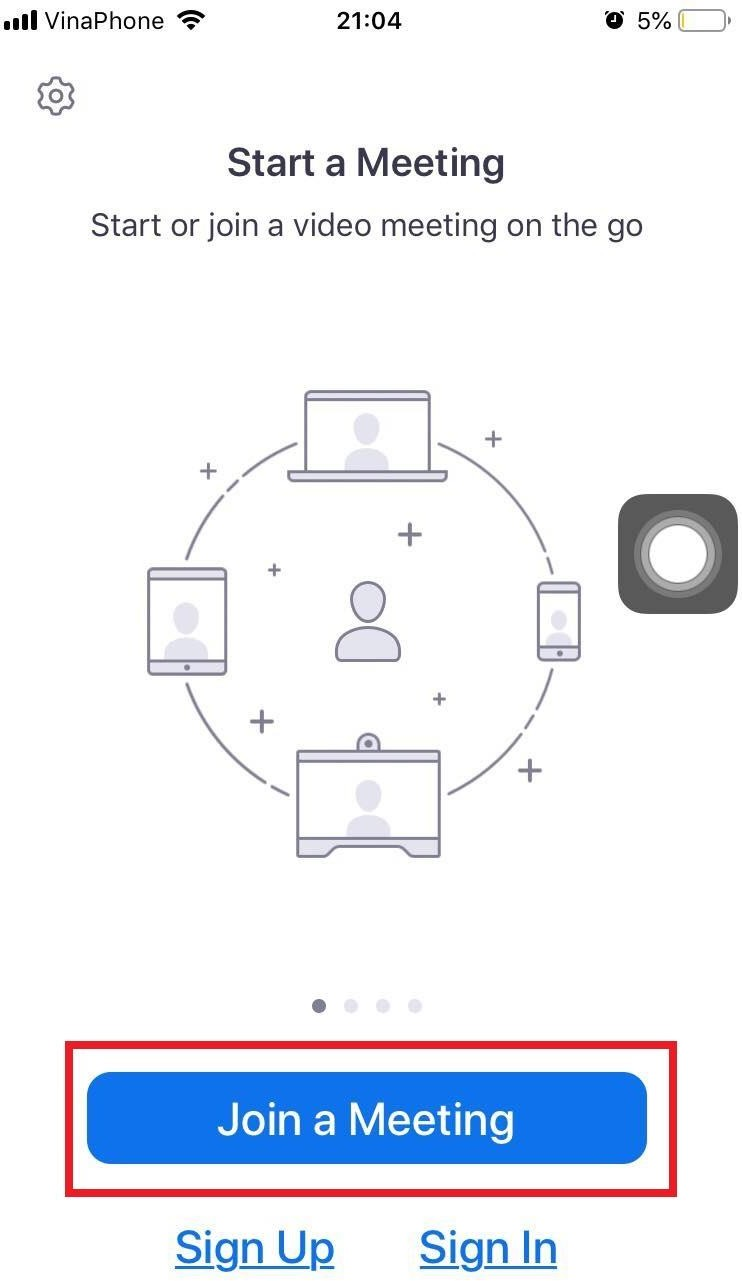 VinaPhone 21:04 5%
Start a Meeting
Start or join a video meeting on the go
Join a Meeting
Sign Up Sign In